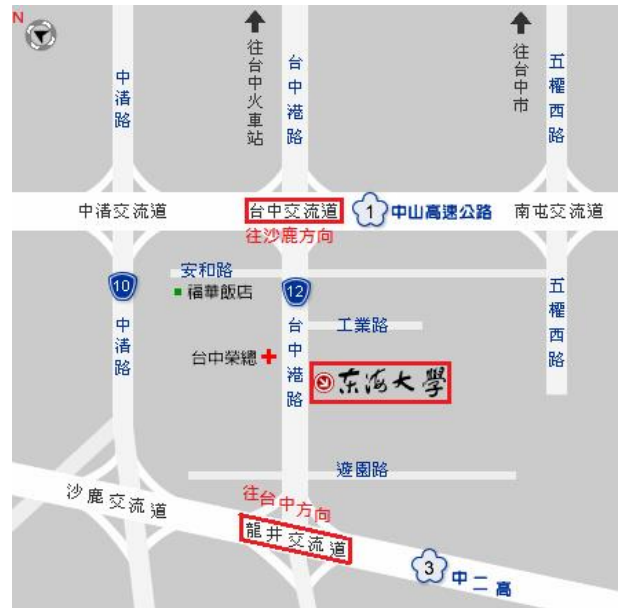 N
往台中火車站
往台中市
中清路
台中港路
五權西路
中清交流道
台中交流道
1
中山高速公路
南屯交流道
往沙鹿方向
安和路
10
福華飯店
12
五權西路
中清路
台中港路
工業路
台中榮總
东海大學
遊園路
沙鹿交流道
往台中方向
龍井交流道
3
中二高